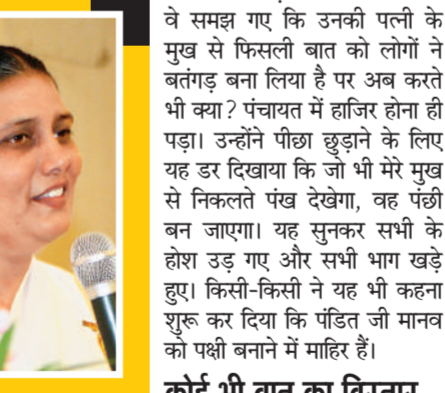 वे समझ गए कि उनकी पत्नी के
मुख से फिसली बात को लोगों ने
बतंगड़ बना लिया है पर अब करते
भी क्या? पंचायत में हाजिर होना ही
पड़ा। उन्होंने पीछा छुड़ाने के लिए
यह डर दिखाया कि जो भी मेरे मुख
से निकलते पंख देखेगा, वह पंछी
बन जाएगा। यह सुनकर सभी के
होश उड़ गए और सभी भाग खड़े
हुए। किसी-किसी ने यह भी कहना
शुरू कर दिया कि पंडित जी मानव
को पक्षी बनाने में माहिर हैं।
कोई भी बात का विस्तार